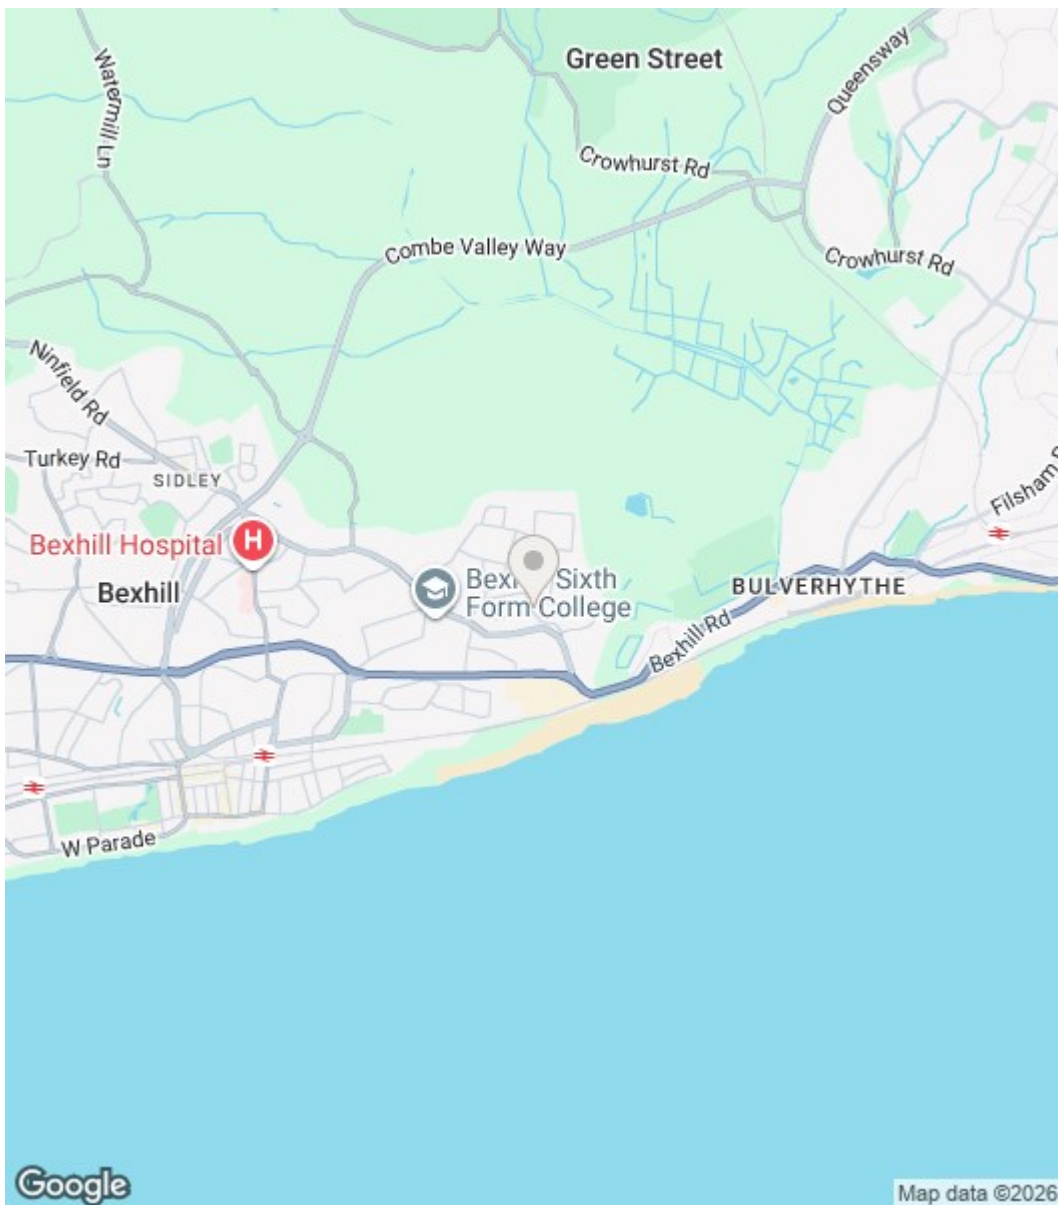 Green Street
Queensway
Watermill Ln
Crowhurst Rd
Combe Valley Way
Crowhurst Rd
Ninfield Rd
Turkey Rd
SIDLEY
Filsham
Bexhill Hospital
H
Bexhill
Sixth
Form College
BULVERHYTHE
Bexhill Rd
W Parade
Google
Map data ©2026